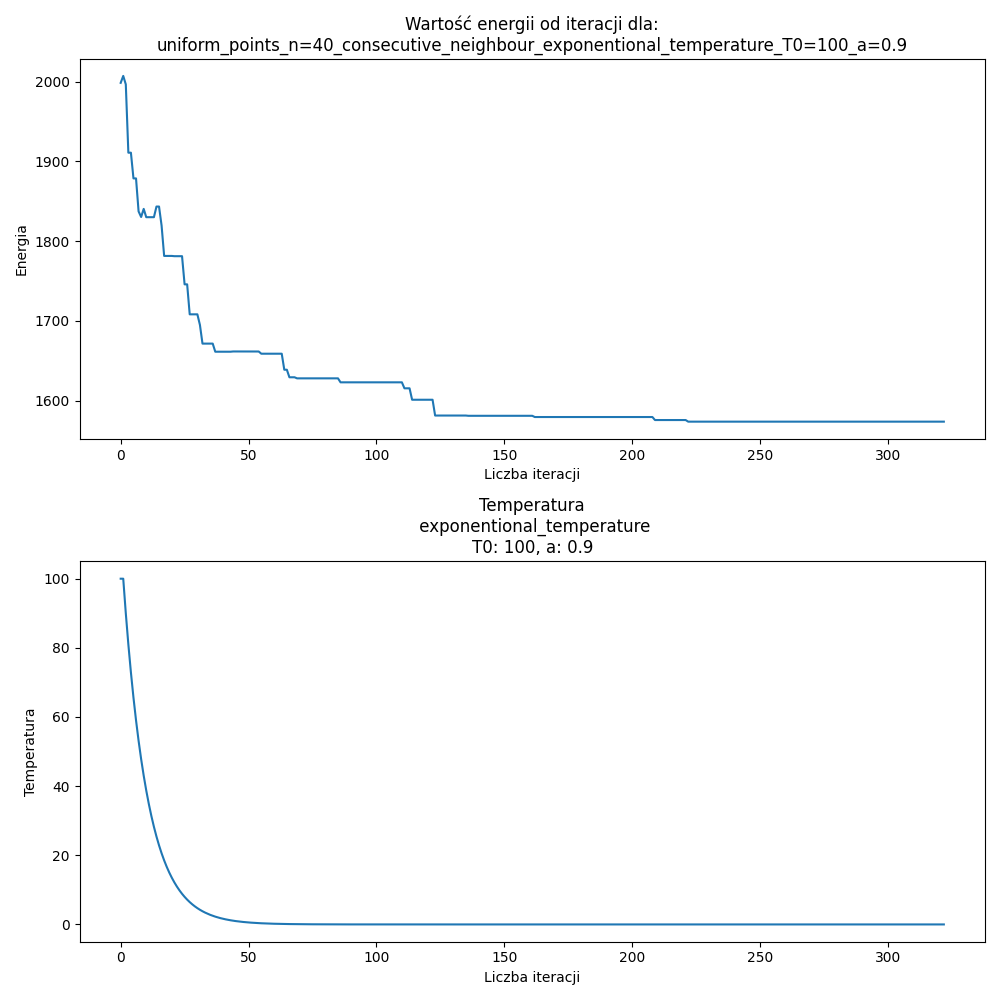 Wartość energii od iteracji dla:
uniform_points_n=40_consecutive_neighbour_exponentional_temperature_T0=100_a=0.9
2000
1900
1800
1700
1600
Energia
0 50 100 150 200 250 300
Liczba iteracji
Temperatura
exponentional_temperature
T0: 100, a: 0.9
100
80
60
40
20
0
Temperatura
0 50 100 150 200 250 300
Liczba iteracji